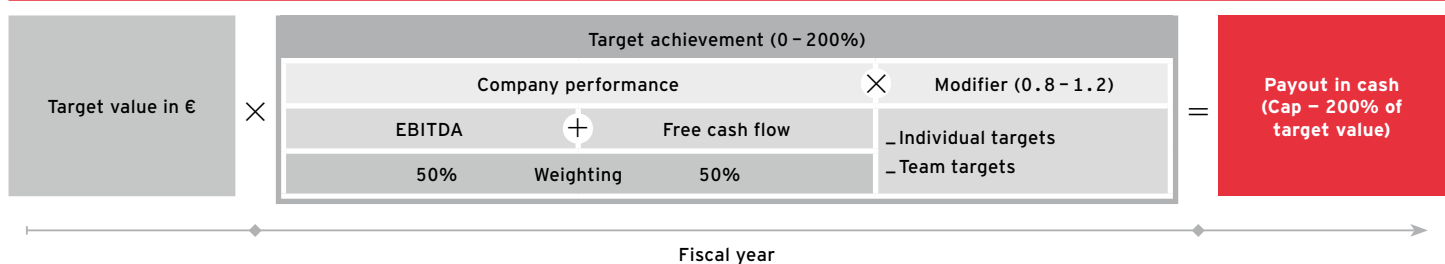 Target value in €
×
Target achievement (0 – 200%)
Company performance
×
Modifier (0.8 – 1.2)
EBITDA
+
Free cash flow
50%
Weighting
50%
_ Individual targets
_ Team targets
=
Payout in cash
(Cap – 200% of
target value)
Fiscal year